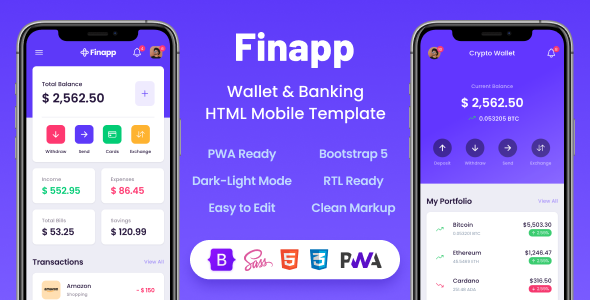 Finapp
Total Balance
$ 2,562.50
Withdraw
Send
Cards
Exchange
Income
$ 552.95
Expenses
$ 86.45
Total Bills
$ 53.25
Savings
$ 120.99
Transactions
View All
Amazon
Shopping
- $ 150
Finapp
Wallet & Banking
HTML Mobile Template
PWA Ready
Bootstrap 5
Dark-Light Mode
RTL Ready
Easy to Edit
Clean Markup
B
Sass
5
3
PWA
Crypto Wallet
Current Balance
$ 2,562.50
0.053205 BTC
Deposit
Withdraw
Send
Exchange
My Portfolio
View All
Bitcoin
$5,503.30
Ethereum
$1,246.47
Cardano
$316.50